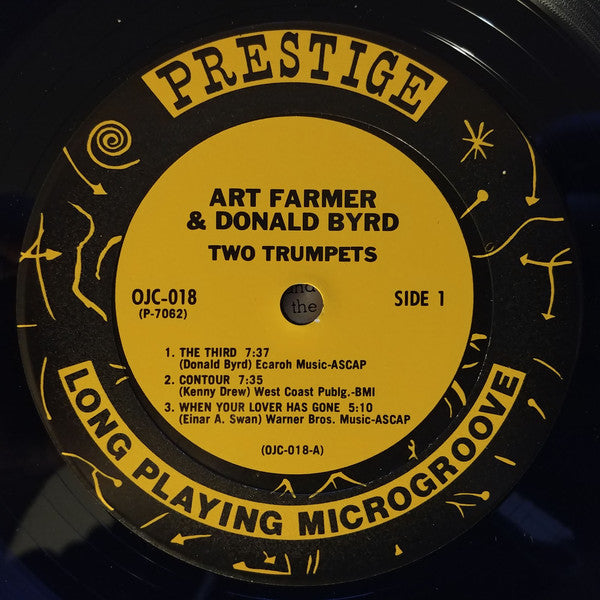 PRESTIGE
ART FARMER
& DONALD BYRD
TWO TRUMPETS
OJC-018
(P-7062)
the
SIDE 1
1. THE THIRD 7:37
(Donald Byrd) Ecaroh Music-ASCAP
2. CONTOUR 7:35
(Kenny Drew) West Coast Publg.-BMI
3. WHEN YOUR LOVER HAS GONE 5:10
(Einar A. Swan) Warner Bros. Music-ASCAP
(OJC-018-A)
LONG PLAYING MICROGROOVE